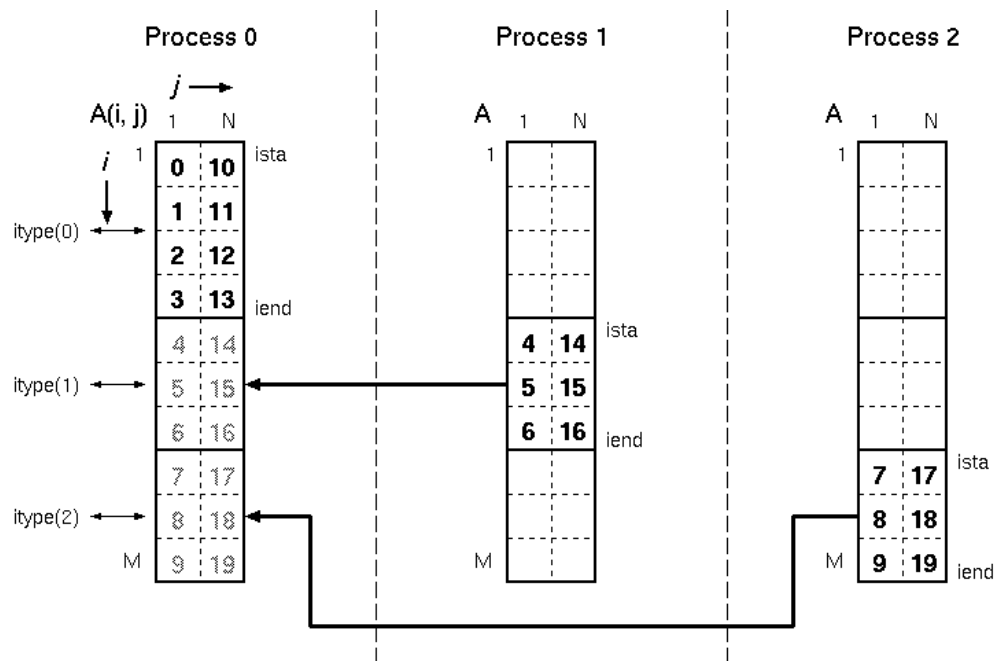 Process 0 Process 1 Process 2
j
A(i, j) 1 N A 1 N A 1 N
1 0 10 ista 1 1
i
1 11
itype(0)
2 12
3 13 iend
4 14 4 14 ista
itype(1) 5 15 5 15
6 16 6 16 iend
7 17 7 17 ista
itype(2) 8 18 8 18
M 9 19 M M 9 19 iend